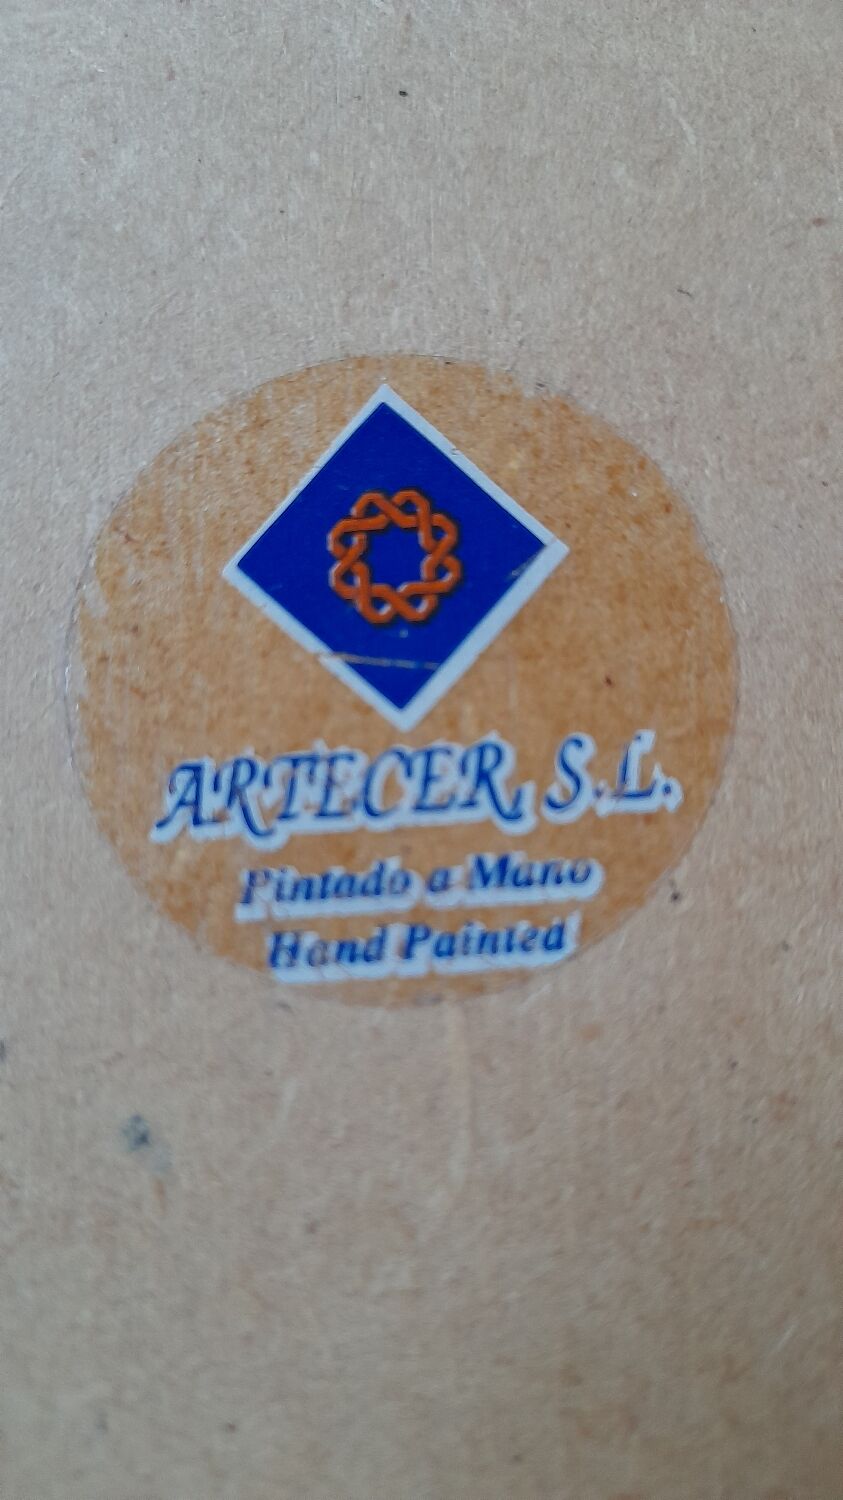 ARTECER, S.L.
Pintado a Mano
Hand Painted